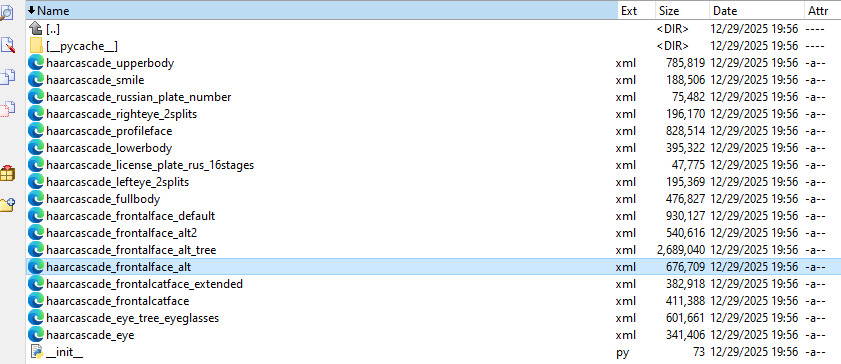 Name Ext Size Date Attr
[..] <DIR> 12/29/2025 19:56 ----
[__pycache__] <DIR> 12/29/2025 19:56 ----
haarcascade_upperbody xml 785,819 12/29/2025 19:56 -a--
haarcascade_smile xml 188,506 12/29/2025 19:56 -a--
haarcascade_russian_plate_number xml 75,482 12/29/2025 19:56 -a--
haarcascade_righteye_2splits xml 196,170 12/29/2025 19:56 -a--
haarcascade_profileface xml 828,514 12/29/2025 19:56 -a--
haarcascade_lowerbody xml 395,322 12/29/2025 19:56 -a--
haarcascade_license_plate_rus_16stages xml 47,775 12/29/2025 19:56 -a--
haarcascade_lefteye_2splits xml 195,369 12/29/2025 19:56 -a--
haarcascade_fullbody xml 476,827 12/29/2025 19:56 -a--
haarcascade_frontalface_default xml 930,127 12/29/2025 19:56 -a--
haarcascade_frontalface_alt2 xml 540,616 12/29/2025 19:56 -a--
haarcascade_frontalface_alt_tree xml 2,689,040 12/29/2025 19:56 -a--
haarcascade_frontalface_alt xml 676,709 12/29/2025 19:56 -a--
haarcascade_frontalcatface_extended xml 382,918 12/29/2025 19:56 -a--
haarcascade_frontalcatface xml 411,388 12/29/2025 19:56 -a--
haarcascade_eye_tree_eyeglasses xml 601,661 12/29/2025 19:56 -a--
haarcascade_eye xml 341,406 12/29/2025 19:56 -a--
__init__ py 73 12/29/2025 19:56 -a--